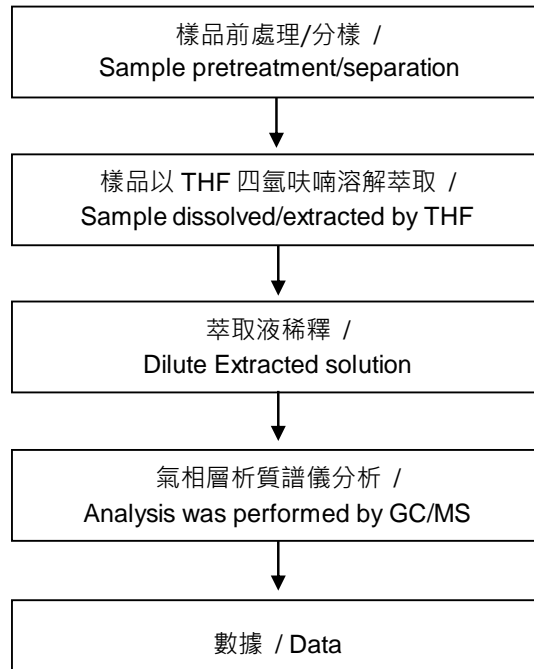 樣品前處理/分樣 /
Sample pretreatment/separation
樣品以 THF 四氫呋喃溶解萃取 /
Sample dissolved/extracted by THF
萃取液稀釋 /
Dilute Extracted solution
氣相層析質譜儀分析 /
Analysis was performed by GC/MS
數據 / Data